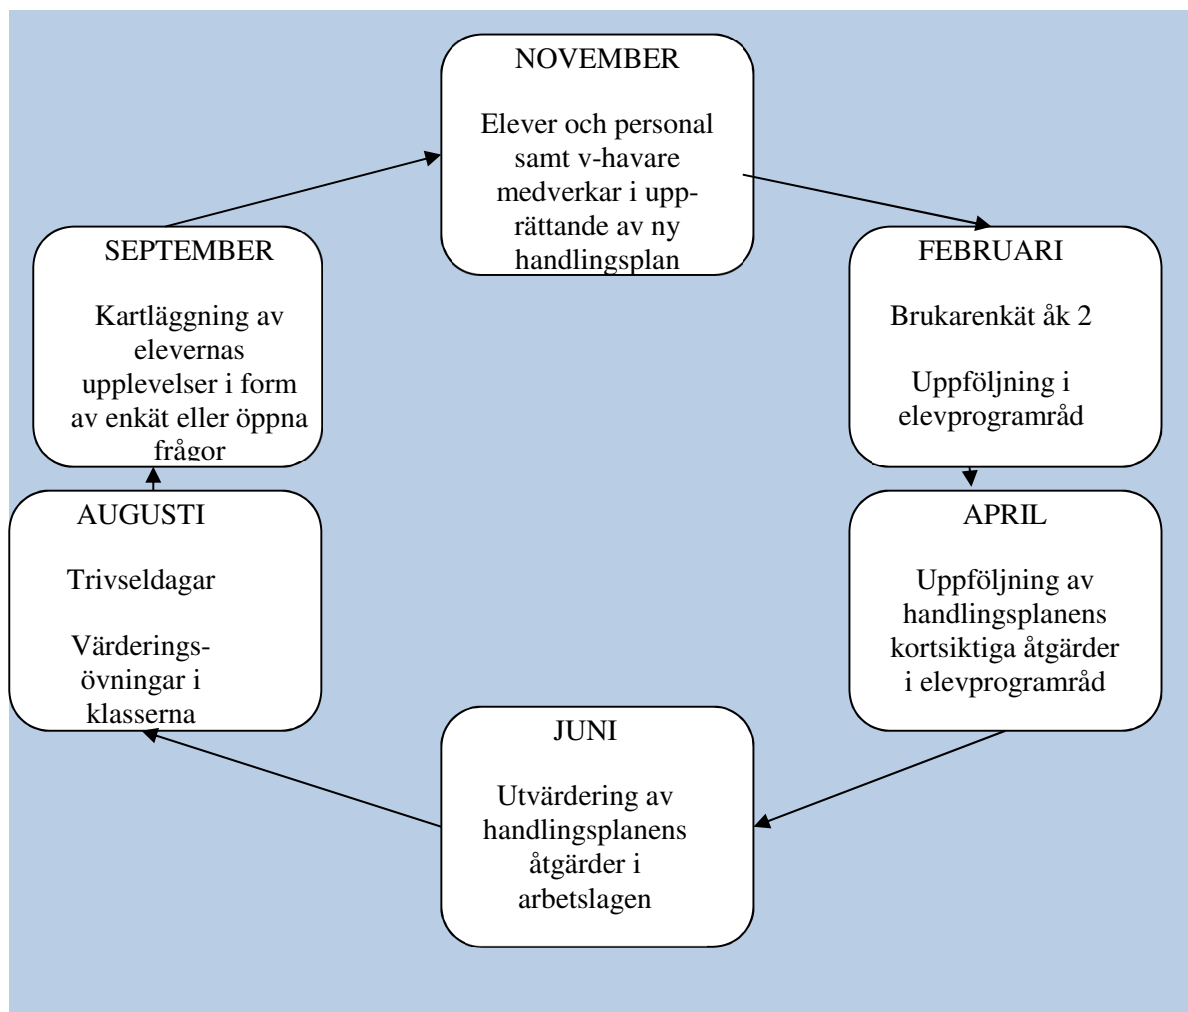 NOVEMBER
Elever och personal
samt v-havare
medverkar i upp-
rättande av ny
handlingsplan
SEPTEMBER
Kartläggning av
elevernas
upplevelser i form
av enkät eller öppna
frågor
FEBRUARI
Brukarenkät åk 2
Uppföljning i
elevprogramråd
AUGUSTI
Trivseldagar
Värderings-
övningar i
klasserna
APRIL
Uppföljning av
handlingsplanens
kortsiktiga åtgärder
i elevprogramråd
JUNI
Utvärdering av
handlingsplanens
åtgärder i
arbetslagen